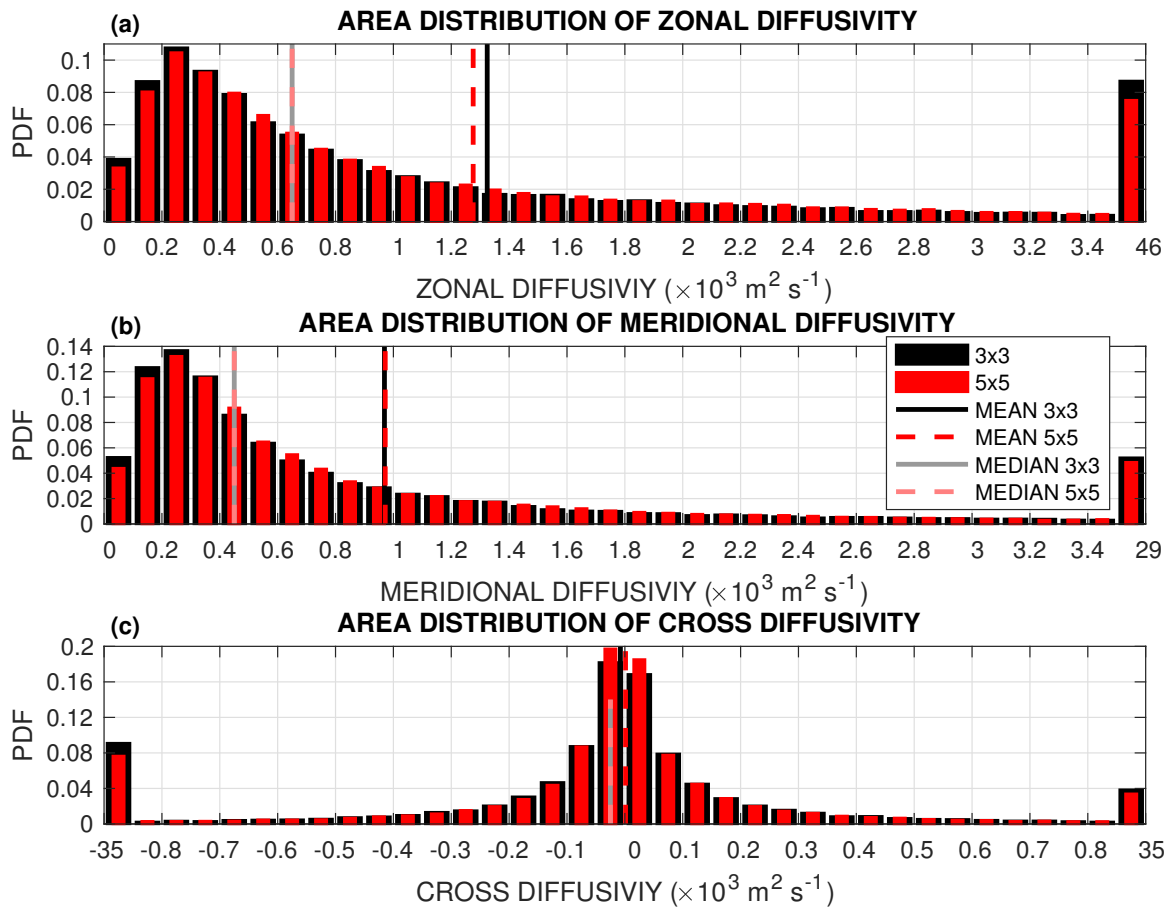 (a) AREA DISTRIBUTION OF ZONAL DIFFUSIVITY
PDF
0.1
0.08
0.06
0.04
0.02
0
0 0.2 0.4 0.6 0.8 1 1.2 1.4 1.6 1.8 2 2.2 2.4 2.6 2.8 3 3.2 3.4 46
ZONAL DIFFUSIVIY (×10³ m² s⁻¹)
(b) AREA DISTRIBUTION OF MERIDIONAL DIFFUSIVITY
PDF
0.14
0.12
0.1
0.08
0.06
0.04
0.02
0
3x3
5x5
MEAN 3x3
MEAN 5x5
MEDIAN 3x3
MEDIAN 5x5
0 0.2 0.4 0.6 0.8 1 1.2 1.4 1.6 1.8 2 2.2 2.4 2.6 2.8 3 3.2 3.4 29
MERIDIONAL DIFFUSIVIY (×10³ m² s⁻¹)
(c) AREA DISTRIBUTION OF CROSS DIFFUSIVITY
PDF
0.2
0.16
0.12
0.08
0.04
0
-35 -0.8 -0.7 -0.6 -0.5 -0.4 -0.3 -0.2 -0.1 0 0.1 0.2 0.3 0.4 0.5 0.6 0.8 35
CROSS DIFFUSIVIY (×10³ m² s⁻¹)